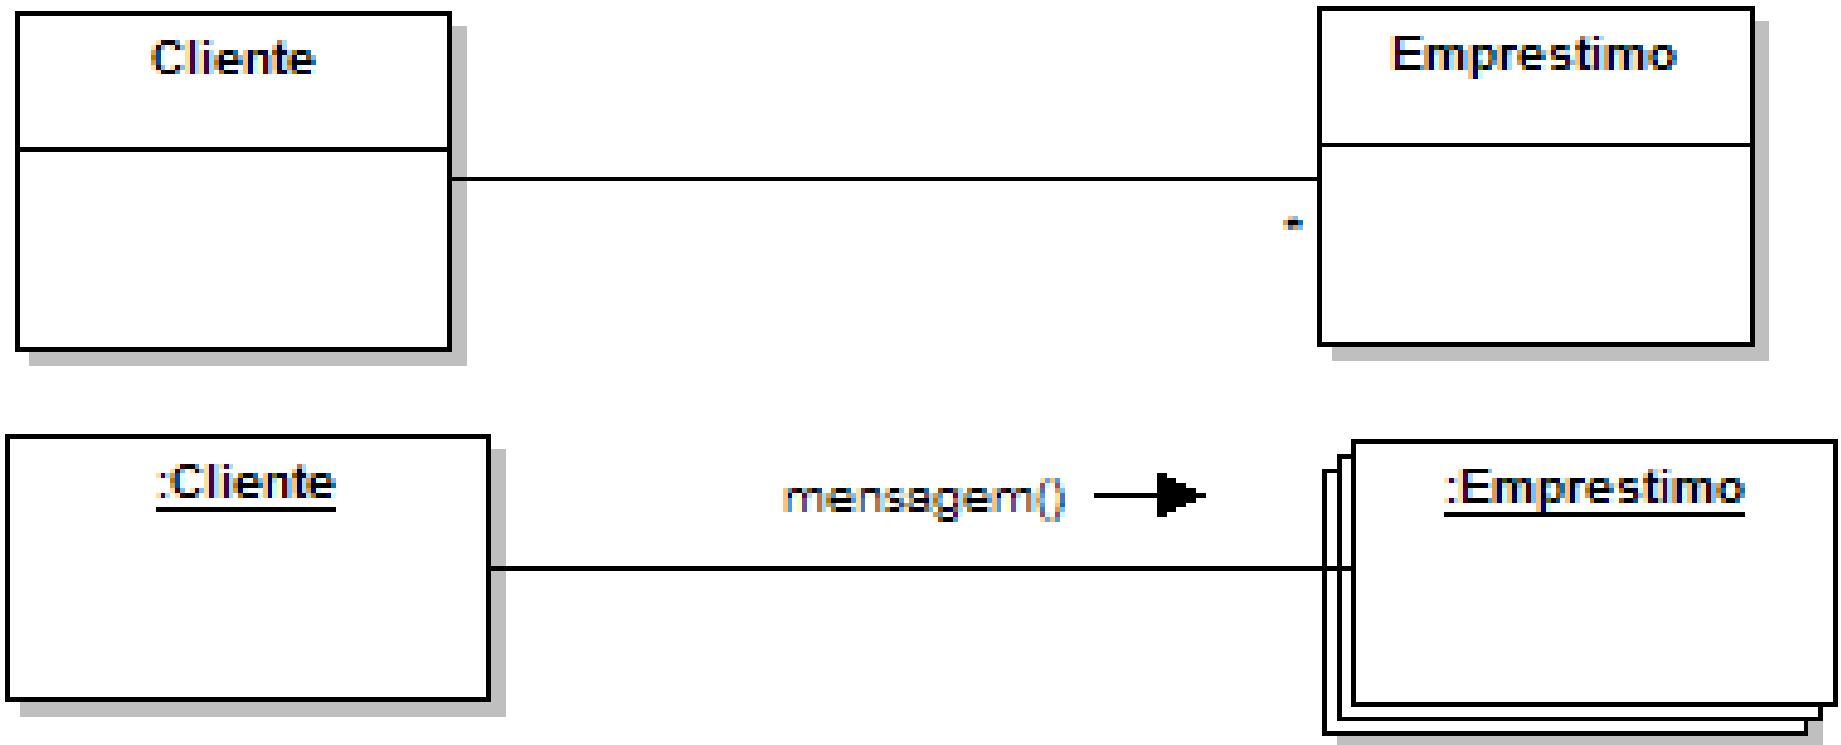 Cliente
Emprestimo
*
:Cliente
mensagem()
:Emprestimo